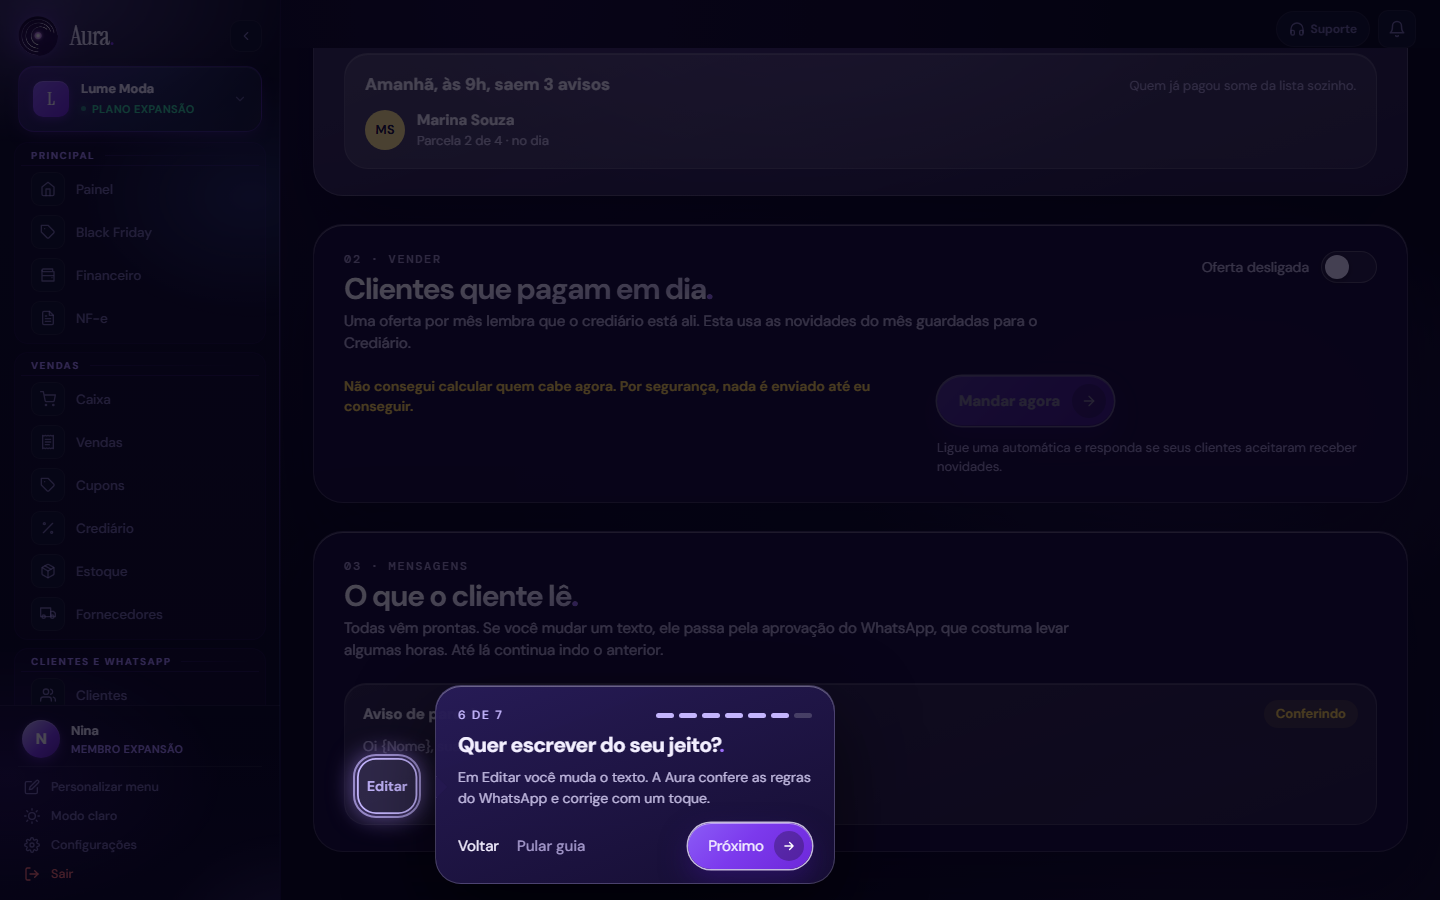 Aura.
Suporte
L
Lume Moda
PLANO EXPANSÃO
PRINCIPAL
Painel
Black Friday
Financeiro
NF-e
VENDAS
Caixa
Vendas
Cupons
Crediário
Estoque
Fornecedores
CLIENTES E WHATSAPP
Clientes
N
Nina
MEMBRO EXPANSÃO
Personalizar menu
Modo claro
Configurações
Sair
Amanhã, às 9h, saem 3 avisos
Quem já pagou some da lista sozinho.
MS
Marina Souza
Parcela 2 de 4 · no dia
02 · VENDER
Clientes que pagam em dia.
Oferta desligada
Uma oferta por mês lembra que o crediário está ali. Esta usa as novidades do mês guardadas para o
Crediário.
Não consegui calcular quem cabe agora. Por segurança, nada é enviado até eu
conseguir.
Mandar agora
Ligue uma automática e responda se seus clientes aceitaram receber
novidades.
03 · MENSAGENS
O que o cliente lê.
Todas vêm prontas. Se você mudar um texto, ele passa pela aprovação do WhatsApp, que costuma levar
algumas horas. Até lá continua indo o anterior.
Aviso de p
Conferindo
Oi {Nome},
Editar
6 DE 7
Quer escrever do seu jeito?.
Em Editar você muda o texto. A Aura confere as regras
do WhatsApp e corrige com um toque.
Voltar
Pular guia
Próximo